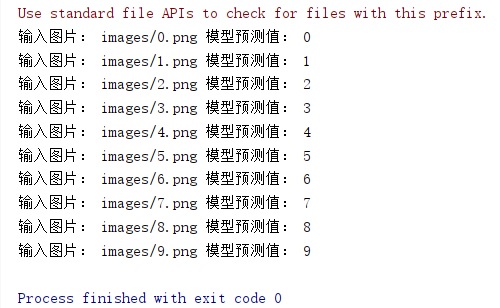 Use standard file APIs to check for files with this prefix.
输入图片： images/0.png 模型预测值： 0
输入图片： images/1.png 模型预测值： 1
输入图片： images/2.png 模型预测值： 2
输入图片： images/3.png 模型预测值： 3
输入图片： images/4.png 模型预测值： 4
输入图片： images/5.png 模型预测值： 5
输入图片： images/6.png 模型预测值： 6
输入图片： images/7.png 模型预测值： 7
输入图片： images/8.png 模型预测值： 8
输入图片： images/9.png 模型预测值： 9
Process finished with exit code 0